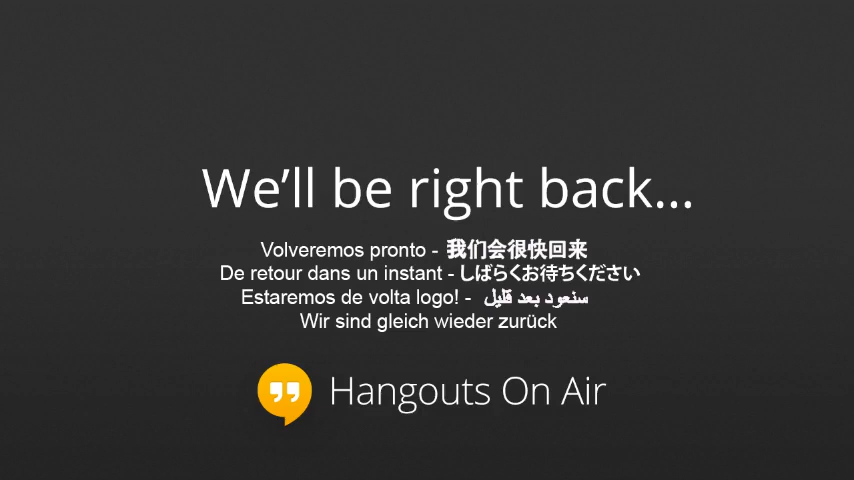 We'll be right back...
Volveremos pronto - 我们会很快回来
De retour dans un instant - しばらくお待ちください
Estaremos de volta logo! - سنعود بعد قليل
Wir sind gleich wieder zurück
Hangouts On Air